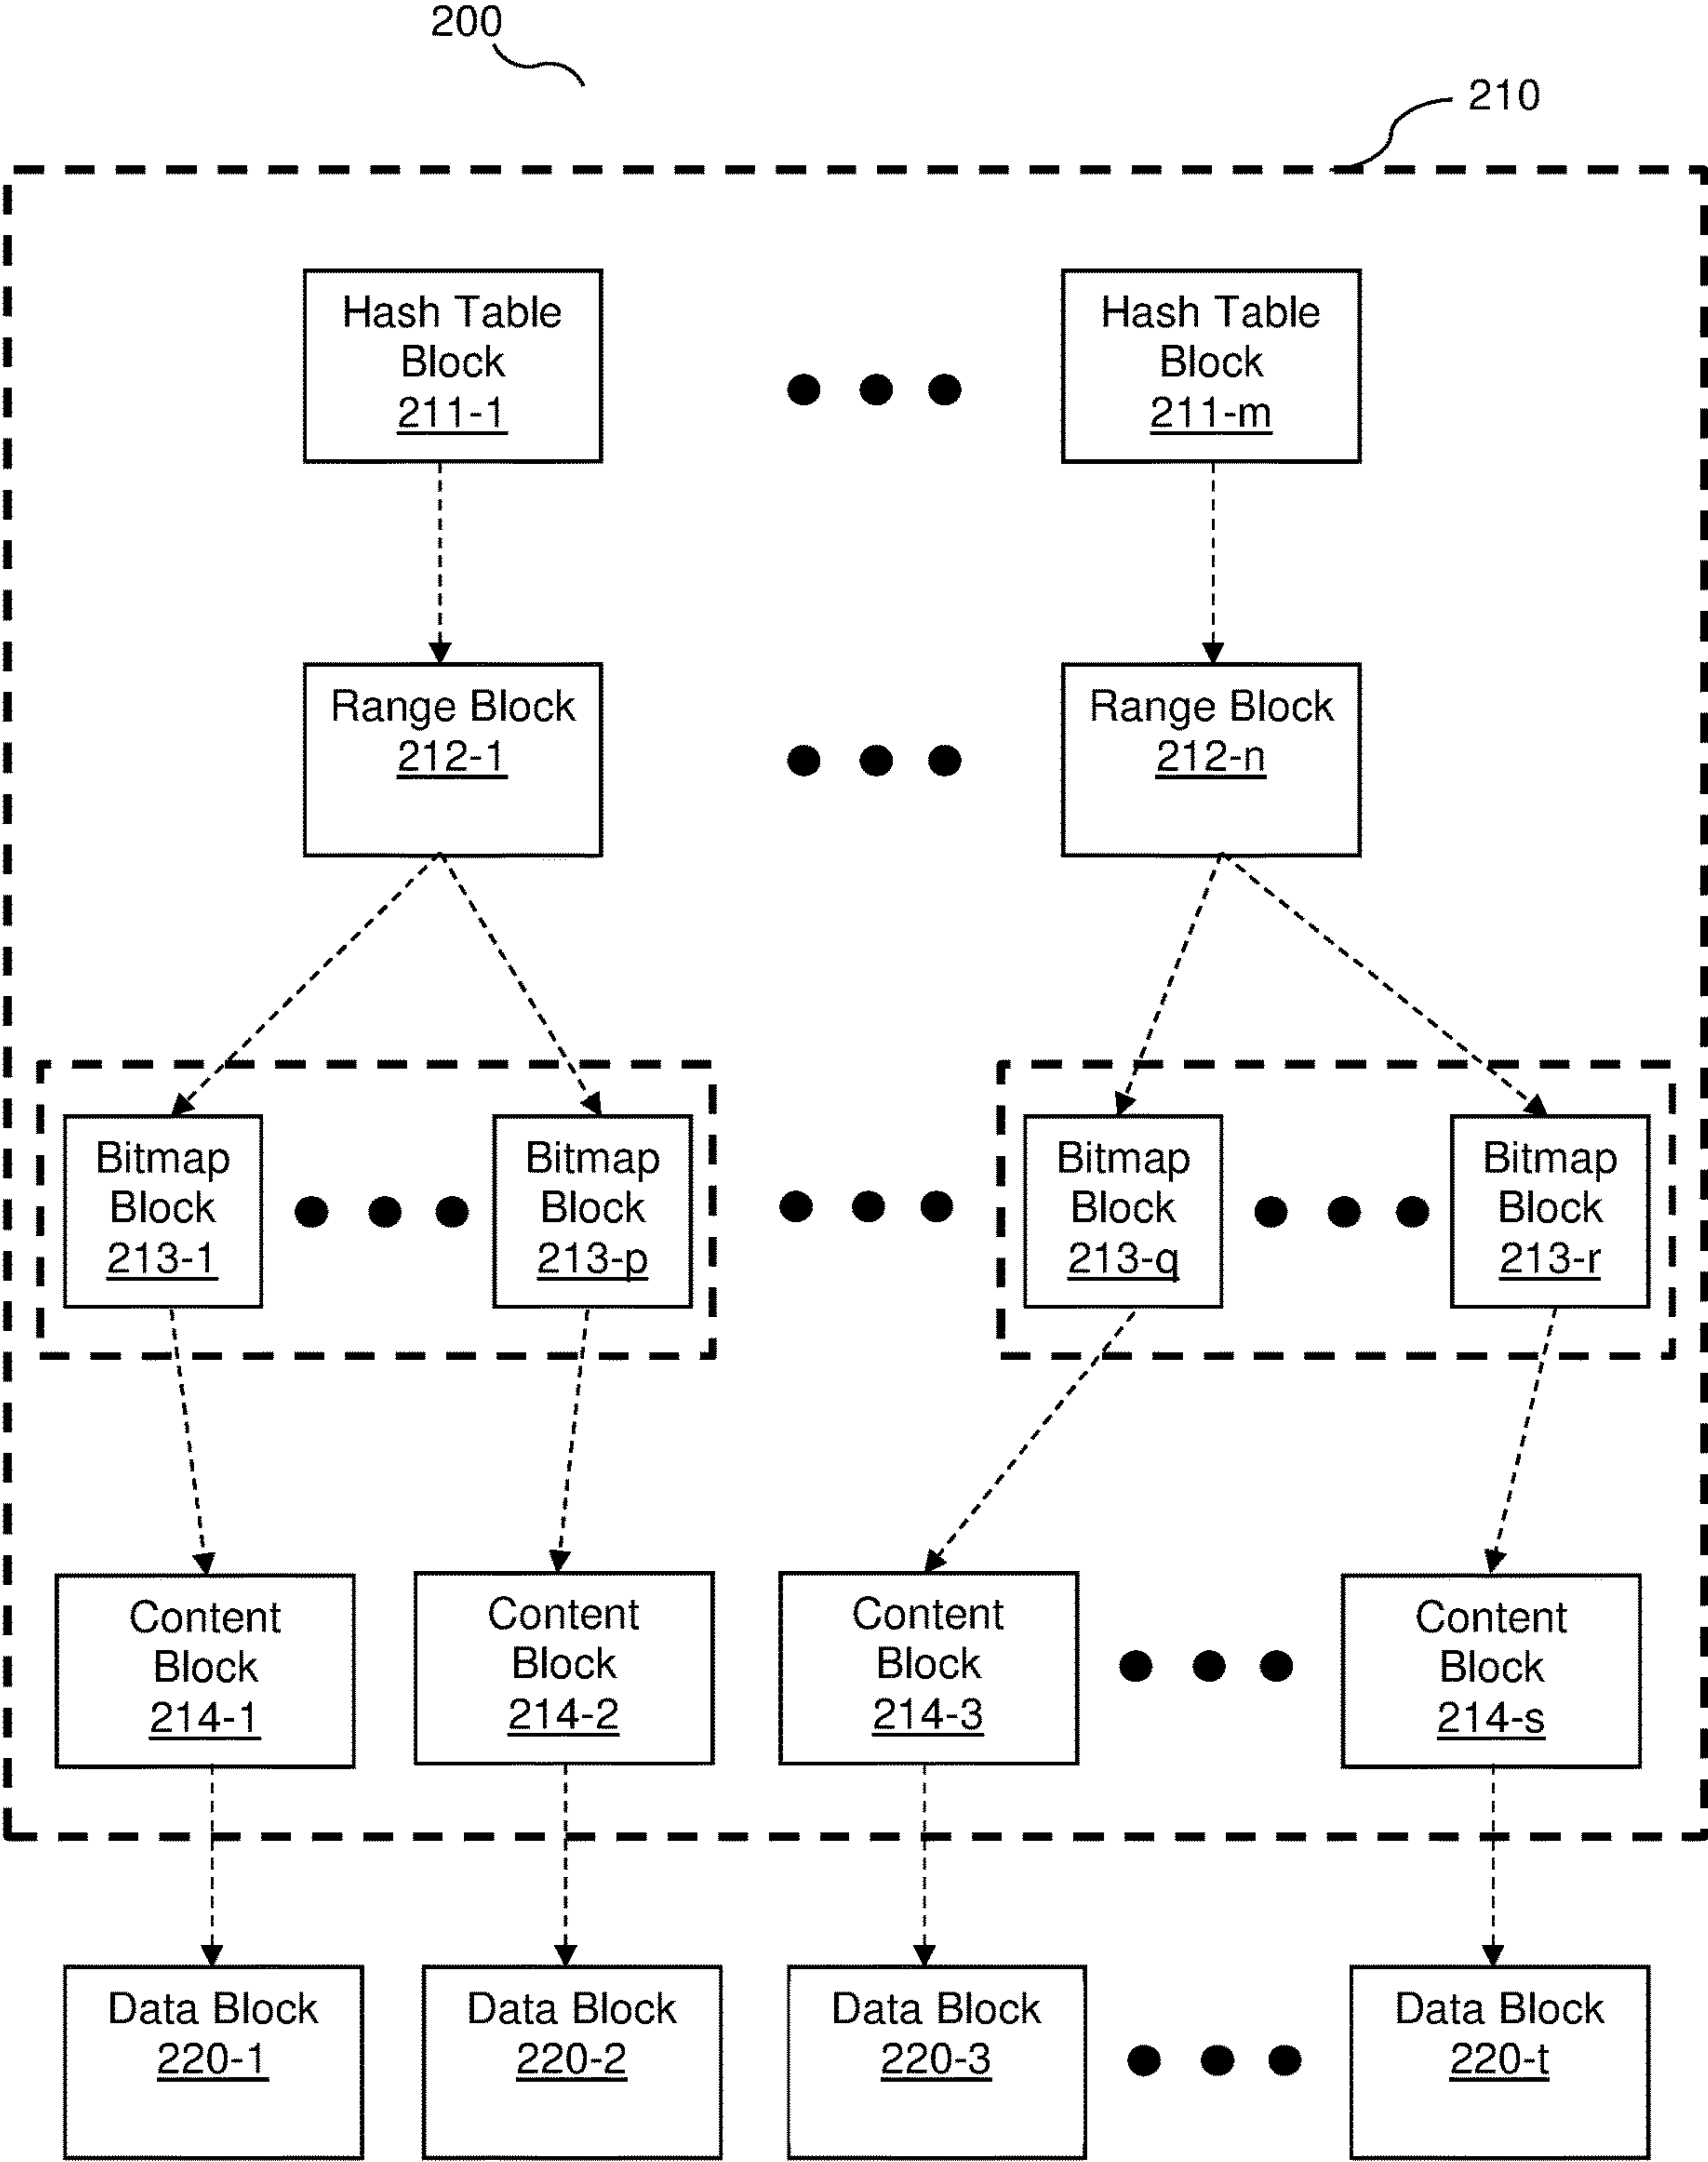 200
210
Hash Table
Block
211-1
Hash Table
Block
211-m
Range Block
212-1
Range Block
212-n
Bitmap
Block
213-1
Bitmap
Block
213-p
Bitmap
Block
213-q
Bitmap
Block
213-r
Content
Block
214-1
Content
Block
214-2
Content
Block
214-3
Content
Block
214-s
Data Block
220-1
Data Block
220-2
Data Block
220-3
Data Block
220-t